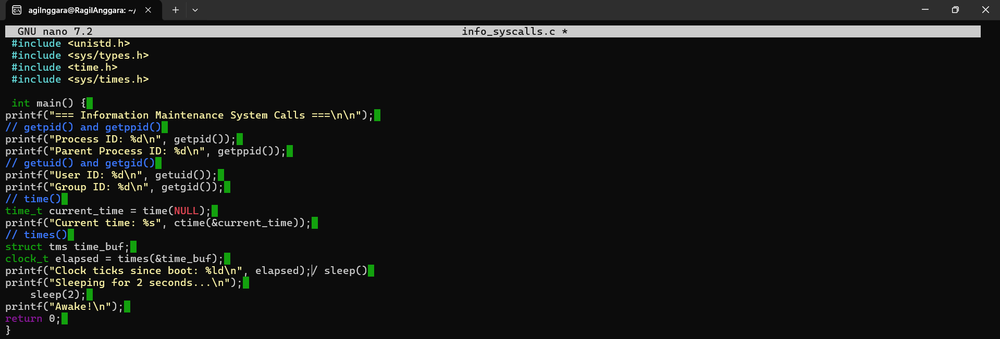 agilnggara@RagilAnggara: ~/
GNU nano 7.2 info_syscalls.c *
#include <unistd.h>
#include <sys/types.h>
#include <time.h>
#include <sys/times.h>
int main() {
printf("=== Information Maintenance System Calls ===\n\n");
// getpid() and getppid()
printf("Process ID: %d\n", getpid());
printf("Parent Process ID: %d\n", getppid());
// getuid() and getgid()
printf("User ID: %d\n", getuid());
printf("Group ID: %d\n", getgid());
// time()
time_t current_time = time(NULL);
printf("Current time: %s", ctime(&current_time));
// times()
struct tms time_buf;
clock_t elapsed = times(&time_buf);
printf("Clock ticks since boot: %ld\n", elapsed);/ sleep()
printf("Sleeping for 2 seconds...\n");
    sleep(2);
printf("Awake!\n");
return 0;
}